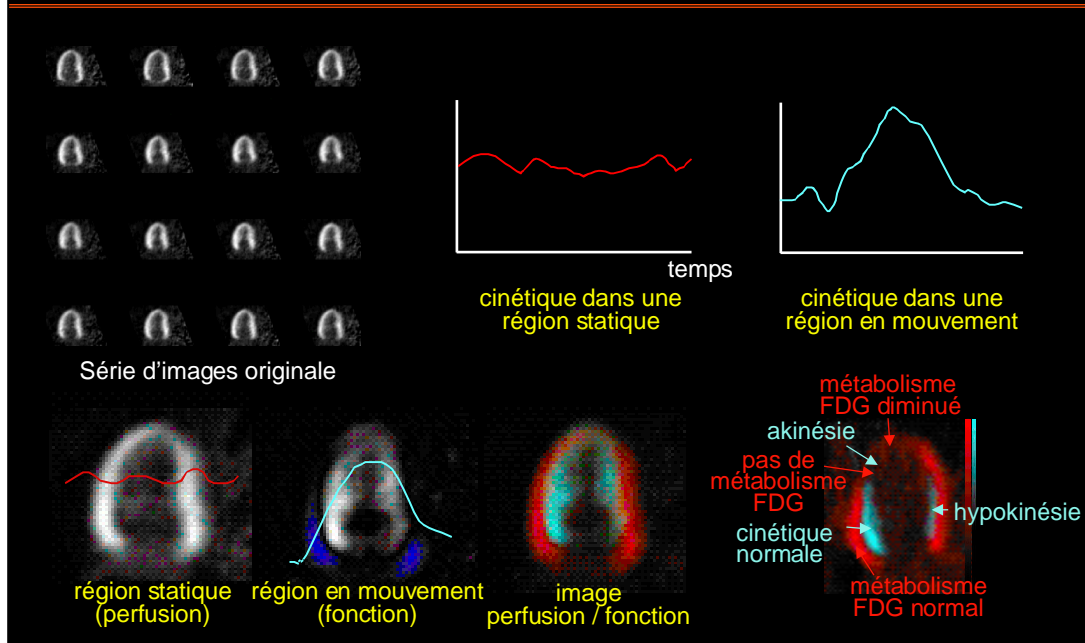 temps
cinétique dans une
région statique
cinétique dans une
région en mouvement
Série d'images originale
métabolisme
FDG diminué
akinésie
pas de
métabolisme
FDG
hypokinésie
cinétique
normale
métabolisme
FDG normal
région statique
(perfusion)
région en mouvement
(fonction)
image
perfusion / fonction